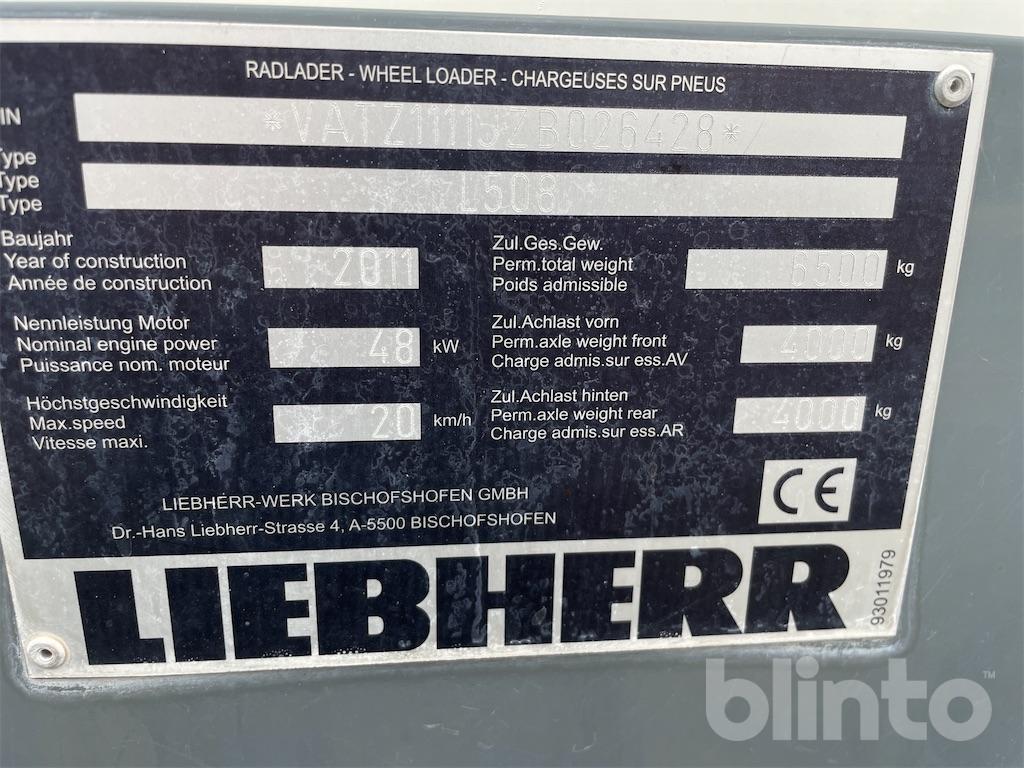 RADLADER - WHEEL LOADER - CHARGEUSES SUR PNEUS
IN *VATZ1115ZB026428*/
Type
Type L508
Type
Baujahr
Year of construction 2011
Année de construction
Zul.Ges.Gew.
Perm.total weight 6500 kg
Poids admissible
Nennleistung Motor
Nominal engine power 48 kW
Puissance nom. moteur
Zul.Achlast vorn
Perm.axle weight front 4000 kg
Charge admis.sur ess.AV
Höchstgeschwindigkeit
Max.speed 20 km/h
Vitesse maxi.
Zul.Achlast hinten
Perm.axle weight rear 4000 kg
Charge admis.sur ess.AR
LIEBHERR-WERK BISCHOFSHOFEN GMBH
Dr.-Hans Liebherr-Strasse 4, A-5500 BISCHOFSHOFEN
CE
LIEBHERR
93011979
blinto™